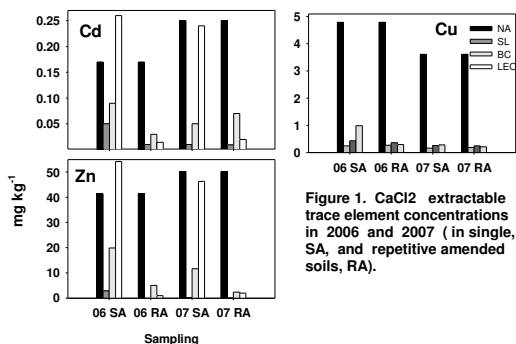 Cd
0.25
0.20
0.15
0.10
0.05
Zn
50
40
30
20
10
0
mg kg-1
06 SA 06 RA 07 SA 07 RA
Sampling
Cu
5
4
3
2
1
0
NA
SL
BC
LEO
06 SA 06 RA 07 SA 07 RA
Figure 1. CaCl2 extractable
trace element concentrations
in 2006 and 2007 ( in single,
SA, and repetitive amended
soils, RA).